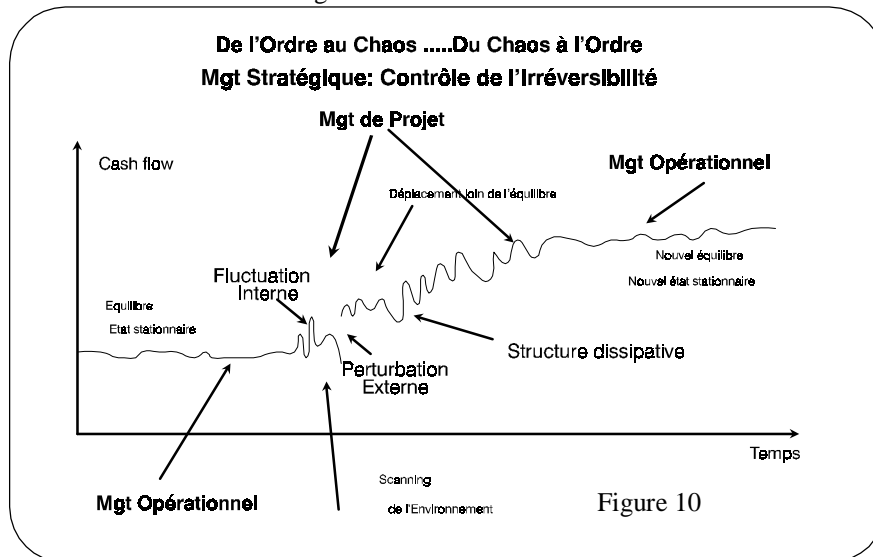 De l'Ordre au Chaos .....Du Chaos à l'Ordre
Mgt Stratégique: Contrôle de l'Irréversibilité
Mgt de Projet
Cash flow
Mgt Opérationnel
Déplacement loin de l'équilibre
Nouvel équilibre
Nouvel état stationnaire
Fluctuation
Interne
Equilibre
Etat stationnaire
Structure dissipative
Perturbation
Externe
Temps
Scanning
de l'Environnement
Mgt Opérationnel
Figure 10